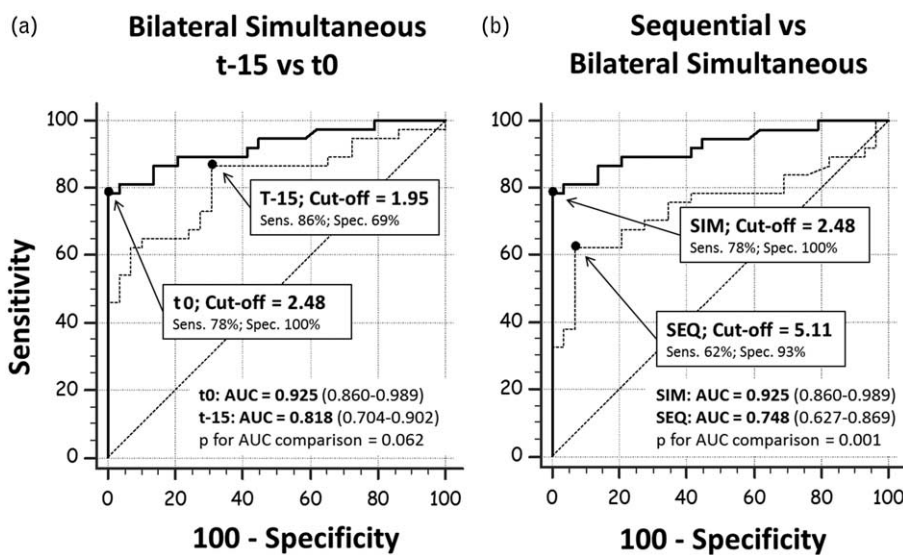 (a)
Bilateral Simultaneous
t-15 vs t0
Sensitivity
100
80
60
40
20
0
T-15; Cut-off = 1.95
Sens. 86%; Spec. 69%
t0; Cut-off = 2.48
Sens. 78%; Spec. 100%
t0: AUC = 0.925 (0.860-0.989)
t-15: AUC = 0.818 (0.704-0.902)
p for AUC comparison = 0.062
0 20 40 60 80 100
100 - Specificity
(b)
Sequential vs
Bilateral Simultaneous
100
80
60
40
20
0
SIM; Cut-off = 2.48
Sens. 78%; Spec. 100%
SEQ; Cut-off = 5.11
Sens. 62%; Spec. 93%
SIM: AUC = 0.925 (0.860-0.989)
SEQ: AUC = 0.748 (0.627-0.869)
p for AUC comparison = 0.001
0 20 40 60 80 100
100 - Specificity